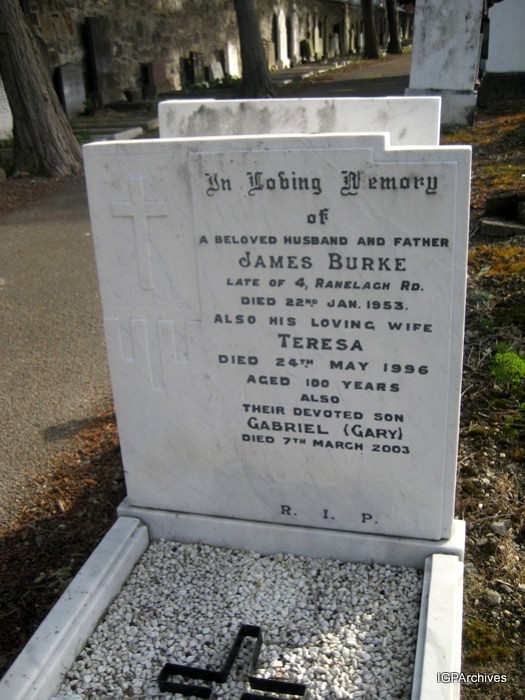 In Loving Memory
of
A BELOVED HUSBAND AND FATHER
JAMES BURKE
LATE OF 4, RANELAGH RD.
DIED 22ND JAN. 1953.
ALSO HIS LOVING WIFE
TERESA
DIED 24TH MAY 1996
AGED 100 YEARS
ALSO
THEIR DEVOTED SON
GABRIEL (GARY)
DIED 7TH MARCH 2003
R. I. P.
IGPArchives